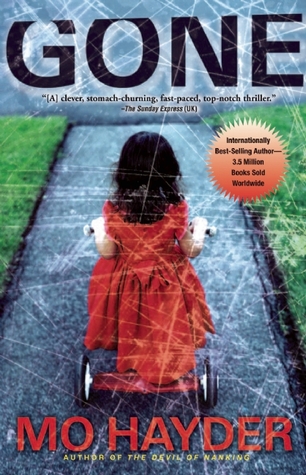 GONE
"[A] clever, stomach-churning, fast-paced, top-notch thriller."
—The Sunday Express (UK)
Internationally
Best-Selling Author—
3.5 Million
Books Sold
Worldwide
MO HAYDER
AUTHOR OF THE DEVIL OF NANKING